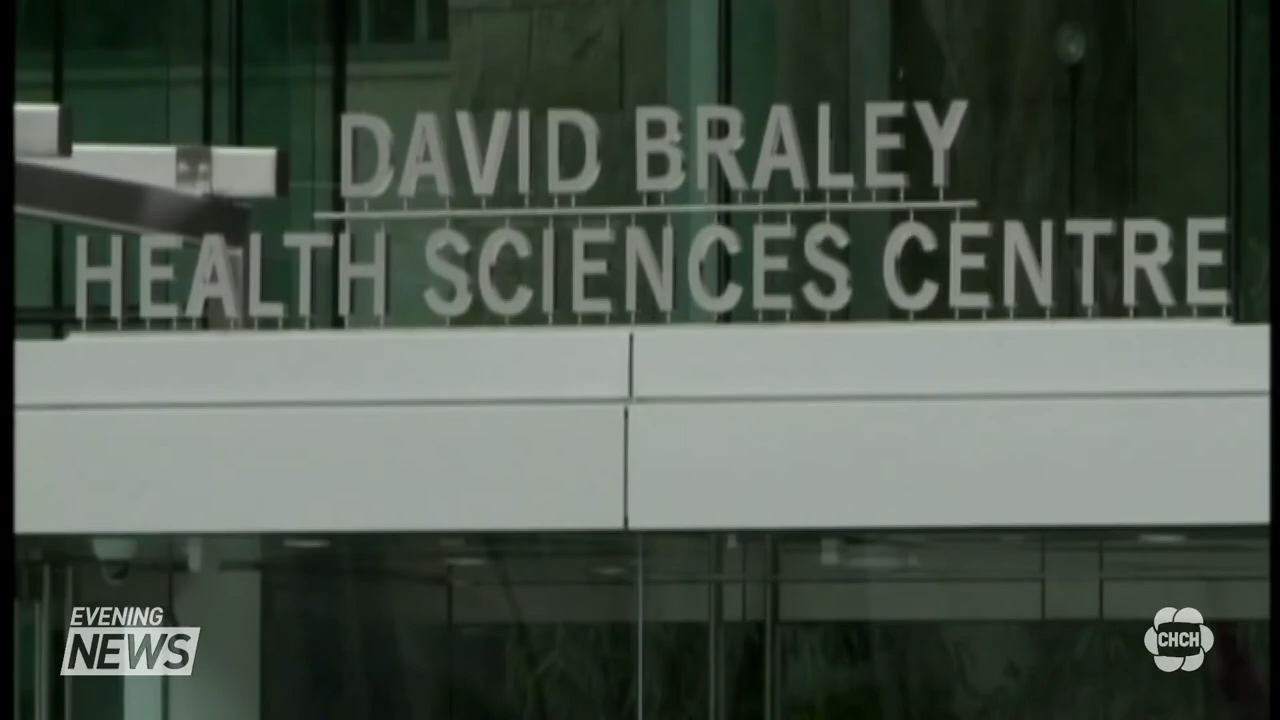 DAVID BRALEY
HEALTH SCIENCES CENTRE
EVENING
NEWS
CHCH